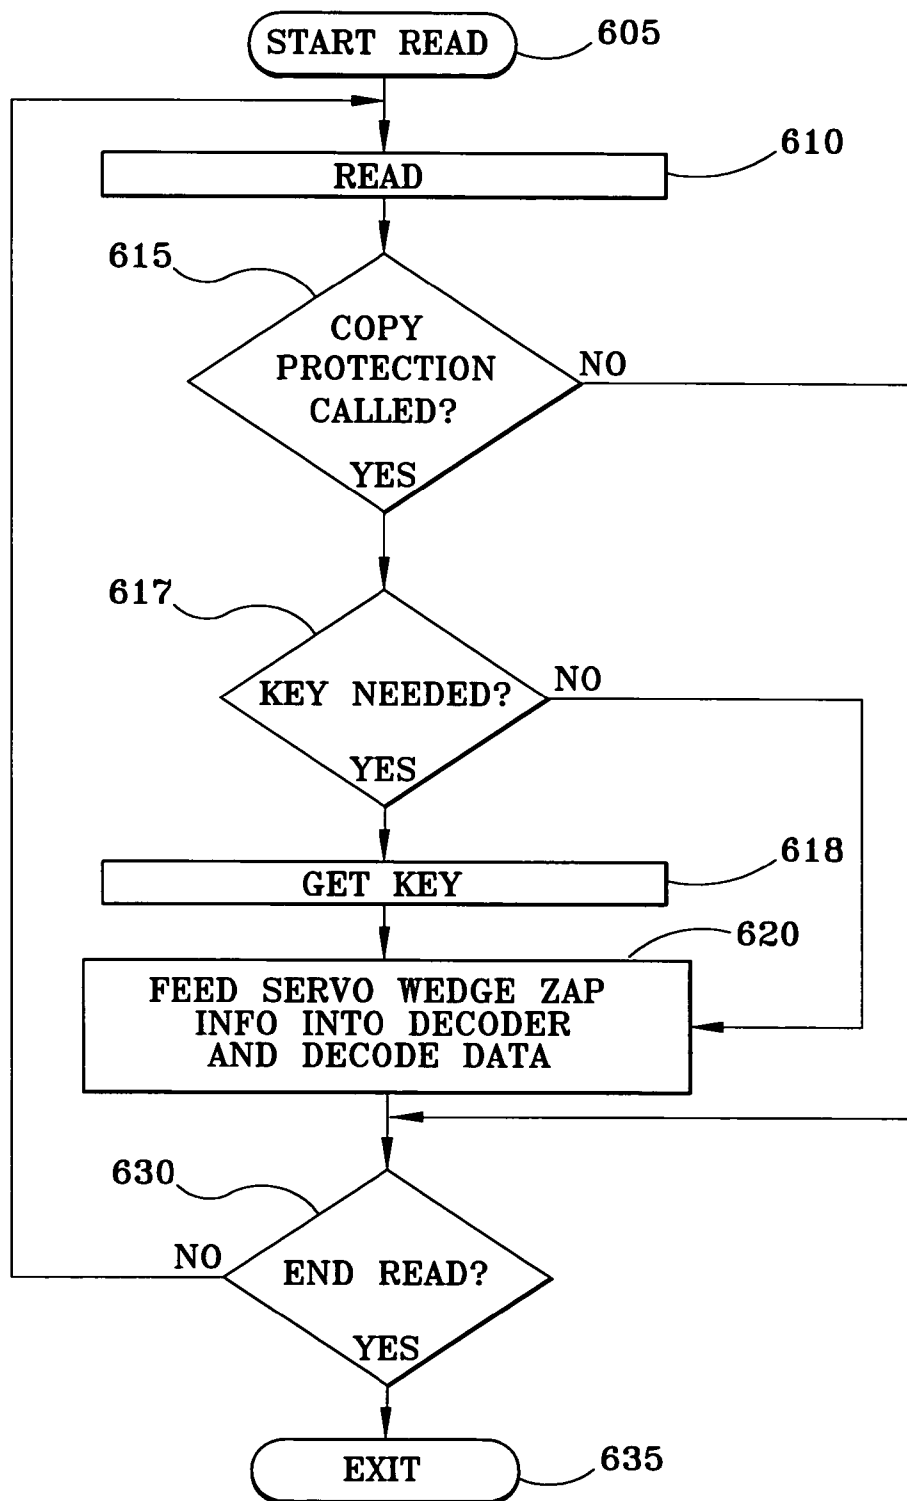 START READ
605
READ
610
615
COPY
PROTECTION
CALLED?
NO
YES
617
KEY NEEDED?
NO
YES
GET KEY
618
620
FEED SERVO WEDGE ZAP
INFO INTO DECODER
AND DECODE DATA
630
NO
END READ?
YES
EXIT
635